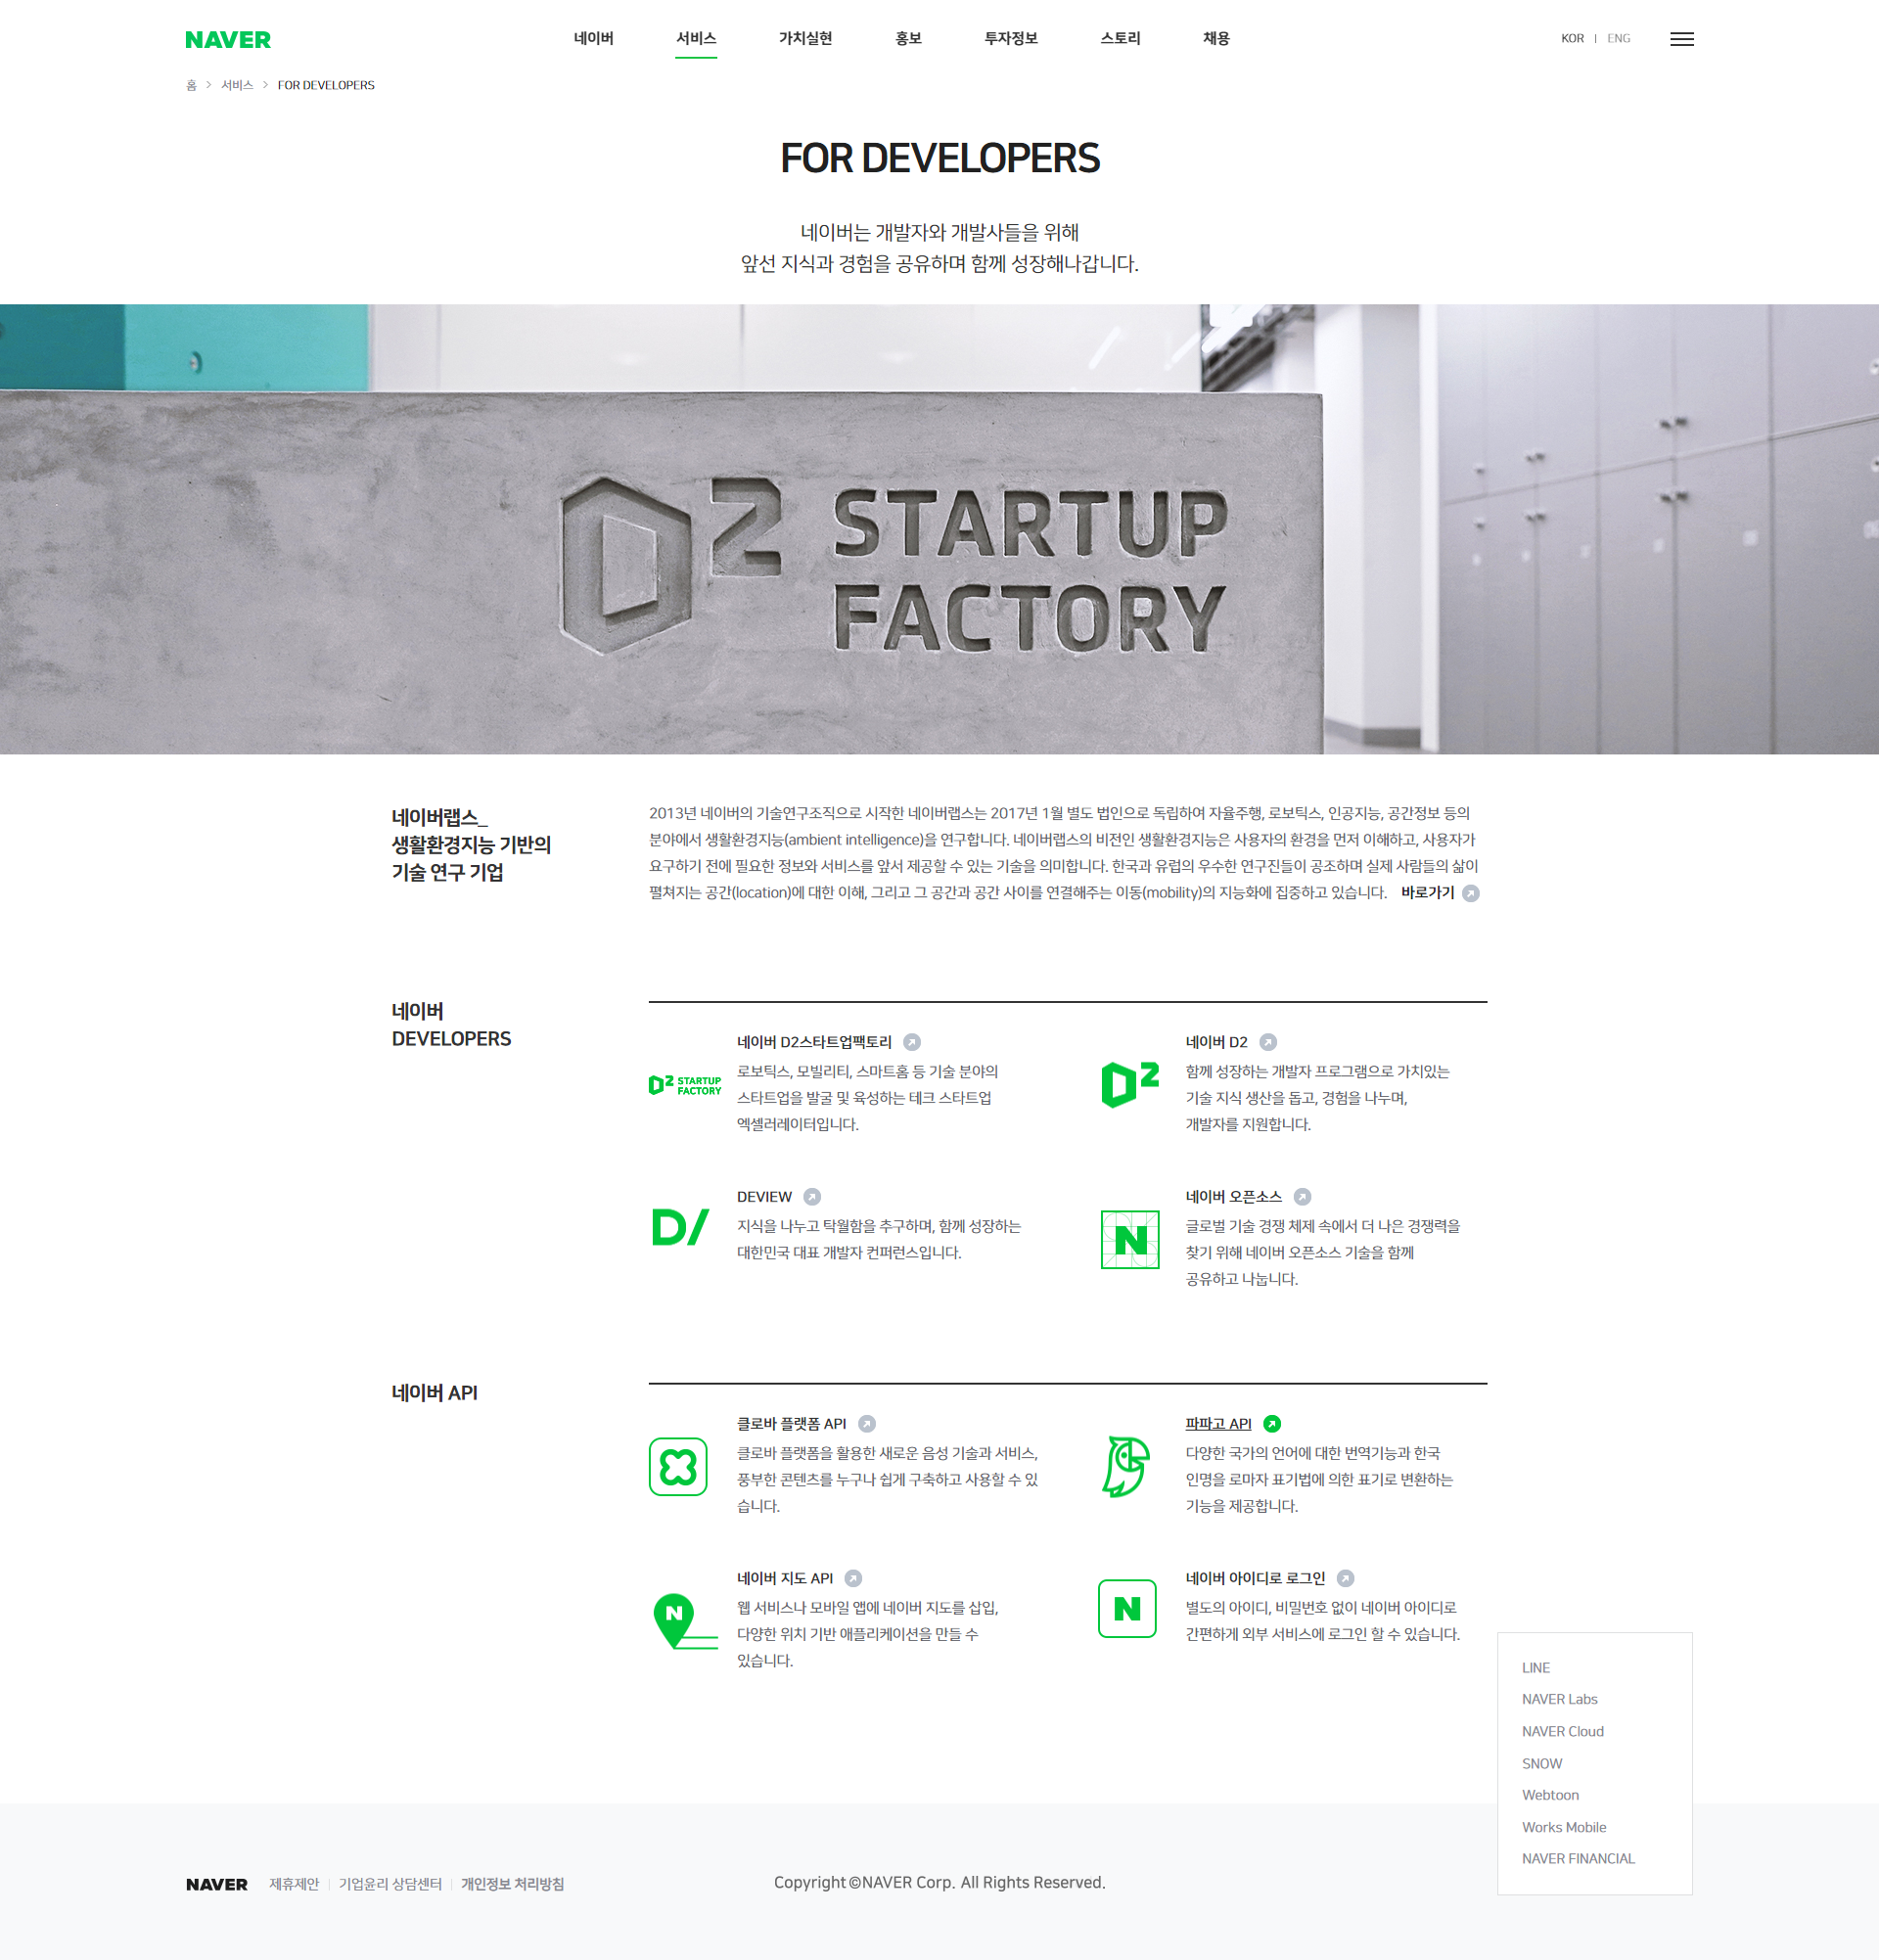 NAVER
네이버
서비스
가치실현
홍보
투자정보
스토리
채용
KOR | ENG
홈 > 서비스 > FOR DEVELOPERS
FOR DEVELOPERS
네이버는 개발자와 개발사들을 위해
앞선 지식과 경험을 공유하며 함께 성장해나갑니다.
D2 STARTUP
FACTORY
네이버랩스_
생활환경지능 기반의
기술 연구 기업
2013년 네이버의 기술연구조직으로 시작한 네이버랩스는 2017년 1월 별도 법인으로 독립하여 자율주행, 로보틱스, 인공지능, 공간정보 등의
분야에서 생활환경지능(ambient intelligence)을 연구합니다. 네이버랩스의 비전인 생활환경지능은 사용자의 환경을 먼저 이해하고, 사용자가
요구하기 전에 필요한 정보와 서비스를 앞서 제공할 수 있는 기술을 의미합니다. 한국과 유럽의 우수한 연구진들이 공조하며 실제 사람들의 삶이
펼쳐지는 공간(location)에 대한 이해, 그리고 그 공간과 공간 사이를 연결해주는 이동(mobility)의 지능화에 집중하고 있습니다. 바로가기
네이버
DEVELOPERS
D2 STARTUP
FACTORY
네이버 D2스타트업팩토리
로보틱스, 모빌리티, 스마트홈 등 기술 분야의
스타트업을 발굴 및 육성하는 테크 스타트업
엑셀러레이터입니다.
D2
네이버 D2
함께 성장하는 개발자 프로그램으로 가치있는
기술 지식 생산을 돕고, 경험을 나누며,
개발자를 지원합니다.
D/
DEVIEW
지식을 나누고 탁월함을 추구하며, 함께 성장하는
대한민국 대표 개발자 컨퍼런스입니다.
N
네이버 오픈소스
글로벌 기술 경쟁 체제 속에서 더 나은 경쟁력을
찾기 위해 네이버 오픈소스 기술을 함께
공유하고 나눕니다.
네이버 API
클로바 플랫폼 API
클로바 플랫폼을 활용한 새로운 음성 기술과 서비스,
풍부한 콘텐츠를 누구나 쉽게 구축하고 사용할 수 있
습니다.
파파고 API
다양한 국가의 언어에 대한 번역기능과 한국
인명을 로마자 표기법에 의한 표기로 변환하는
기능을 제공합니다.
N
네이버 지도 API
웹 서비스나 모바일 앱에 네이버 지도를 삽입,
다양한 위치 기반 애플리케이션을 만들 수
있습니다.
N
네이버 아이디로 로그인
별도의 아이디, 비밀번호 없이 네이버 아이디로
간편하게 외부 서비스에 로그인 할 수 있습니다.
LINE
NAVER Labs
NAVER Cloud
SNOW
Webtoon
Works Mobile
NAVER FINANCIAL
NAVER 제휴제안 | 기업윤리 상담센터 | 개인정보 처리방침
Copyright ©NAVER Corp. All Rights Reserved.